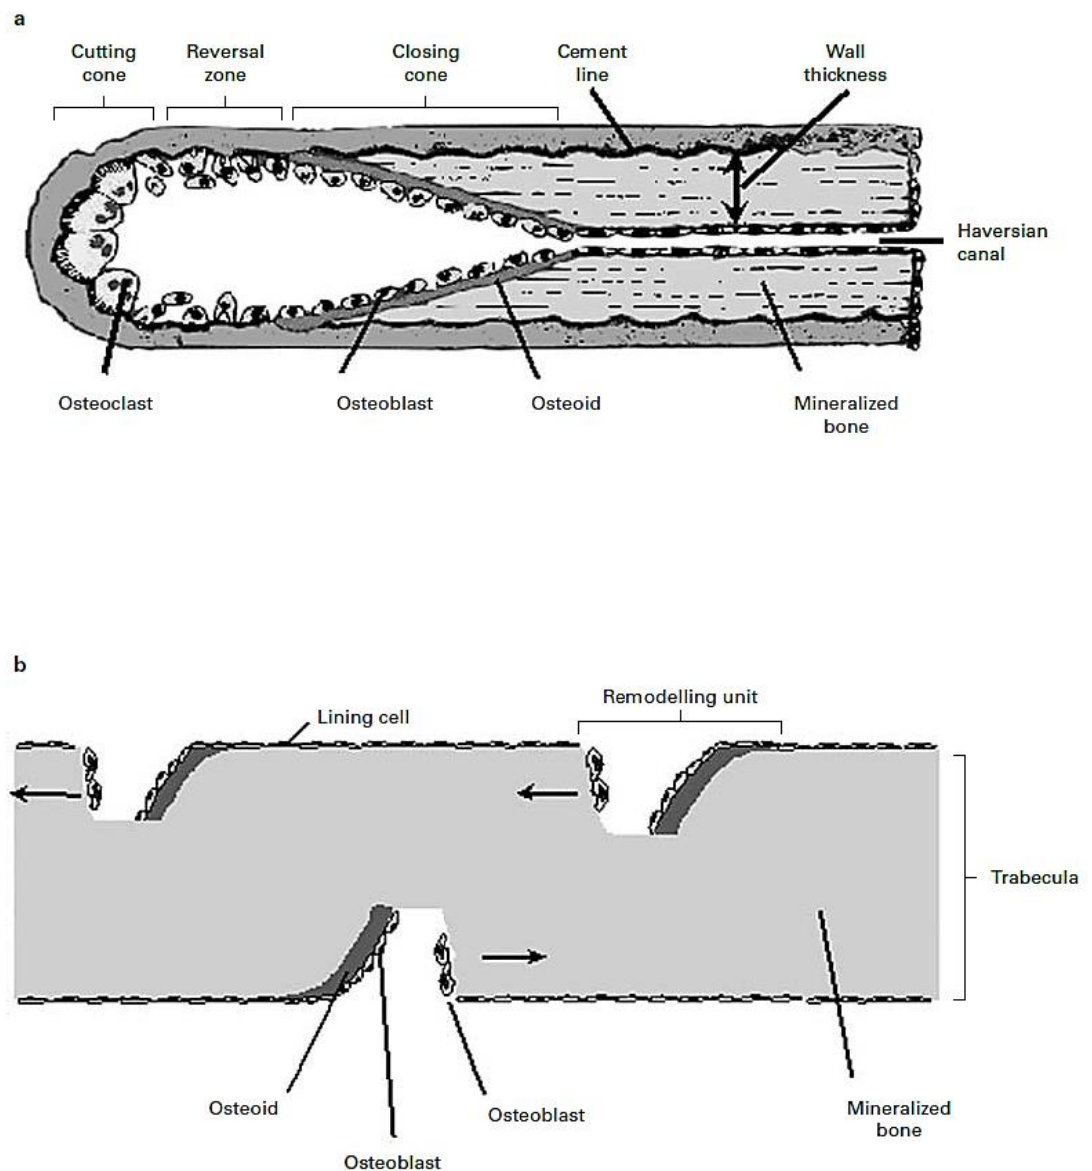 a
Cutting
cone
Reversal
zone
Closing
cone
Cement
line
Wall
thickness
Haversian
canal
Osteoclast
Osteoblast
Osteoid
Mineralized
bone
b
Remodelling unit
Lining cell
Trabecula
Osteoid
Osteoblast
Osteoblast
Mineralized
bone